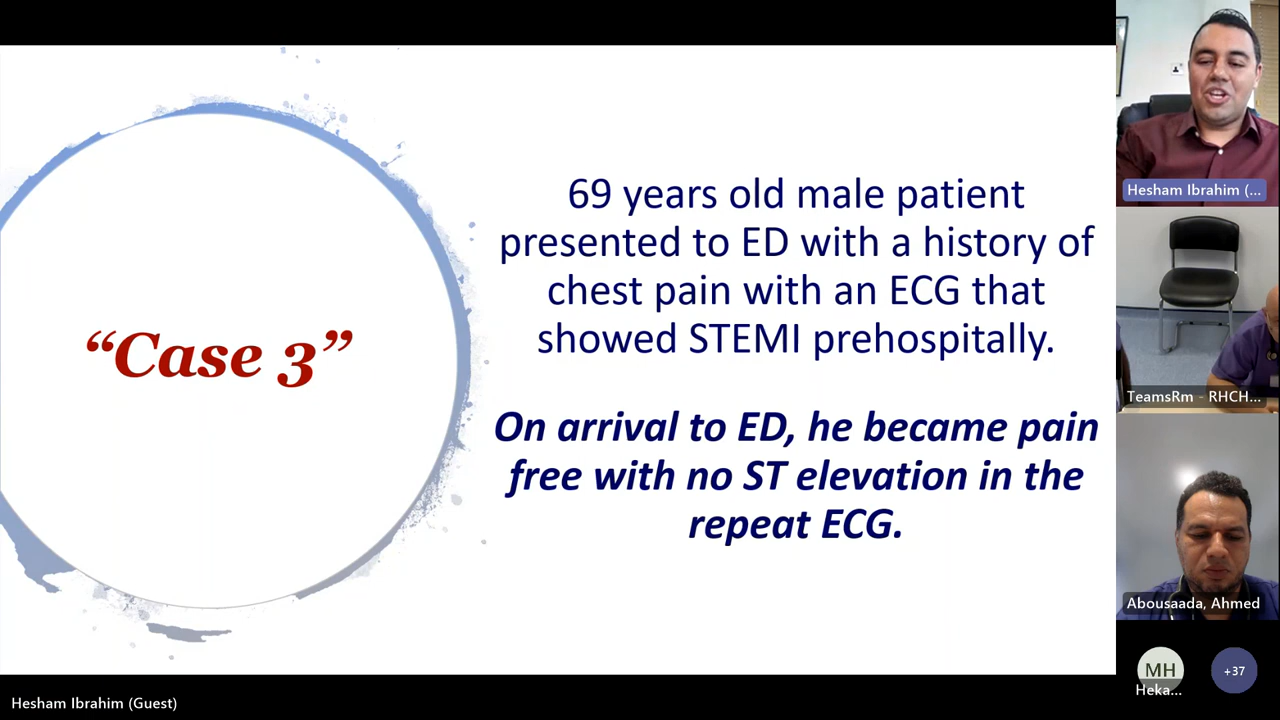 “Case 3”
69 years old male patient
presented to ED with a history of
chest pain with an ECG that
showed STEMI prehospitally.
On arrival to ED, he became pain
free with no ST elevation in the
repeat ECG.
Hesham Ibrahim (...
TeamsRm - RHCH...
Abousaada, Ahmed
MH
Heka...
+37
Hesham Ibrahim (Guest)